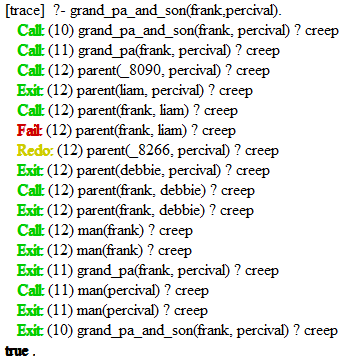 [trace]  ?- grand_pa_and_son(frank,percival).
Call: (10) grand_pa_and_son(frank, percival) ? creep
Call: (11) grand_pa(frank, percival) ? creep
Call: (12) parent(_8090, percival) ? creep
Exit: (12) parent(liam, percival) ? creep
Call: (12) parent(frank, liam) ? creep
Fail: (12) parent(frank, liam) ? creep
Redo: (12) parent(_8266, percival) ? creep
Exit: (12) parent(debbie, percival) ? creep
Call: (12) parent(frank, debbie) ? creep
Exit: (12) parent(frank, debbie) ? creep
Call: (12) man(frank) ? creep
Exit: (12) man(frank) ? creep
Exit: (11) grand_pa(frank, percival) ? creep
Call: (11) man(percival) ? creep
Exit: (11) man(percival) ? creep
Exit: (10) grand_pa_and_son(frank, percival) ? creep
true .